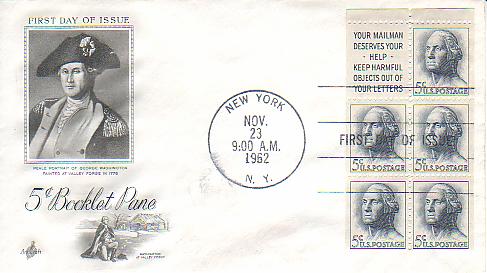 FIRST DAY OF ISSUE
PEALE PORTRAIT OF GEORGE WASHINGTON
PAINTED AT VALLEY FORGE IN 1778
5¢ Booklet Pane
WASHINGTON
AT VALLEY FORGE
ArtCraft
NEW YORK
NOV.
23
9:00 A.M.
1962
N. Y.
YOUR MAILMAN
DESERVES YOUR
· HELP ·
KEEP HARMFUL
OBJECTS OUT OF
YOUR LETTERS
5¢
U.S.POSTAGE
FIRST DAY OF ISSUE
5¢
U.S.POSTAGE
5¢
U.S.POSTAGE
5¢
U.S.POSTAGE
5¢
U.S.POSTAGE